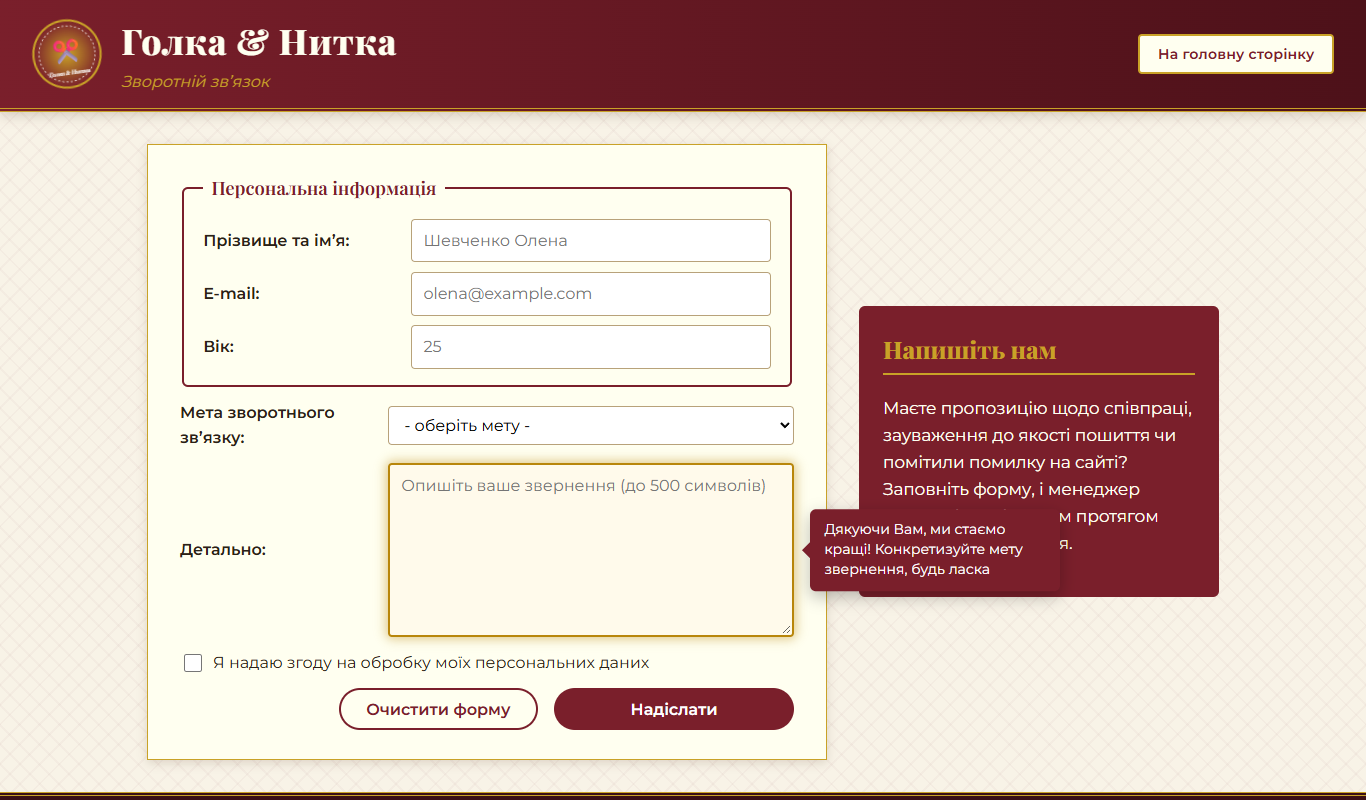 Голка & Нитка
Зворотній зв’язок
На головну сторінку
Персональна інформація
Прізвище та ім’я:
Шевченко Олена
E-mail:
olena@example.com
Вік:
25
Мета зворотнього
зв’язку:
- оберіть мету -
Детально:
Опишіть ваше звернення (до 500 символів)
Дякуючи Вам, ми стаємо
кращі! Конкретизуйте мету
звернення, будь ласка
Я надаю згоду на обробку моїх персональних даних
Очистити форму
Надіслати
Напишіть нам
Маєте пропозицію щодо співпраці,
зауваження до якості пошиття чи
помітили помилку на сайті?
Заповніть форму, і менеджер
протягом